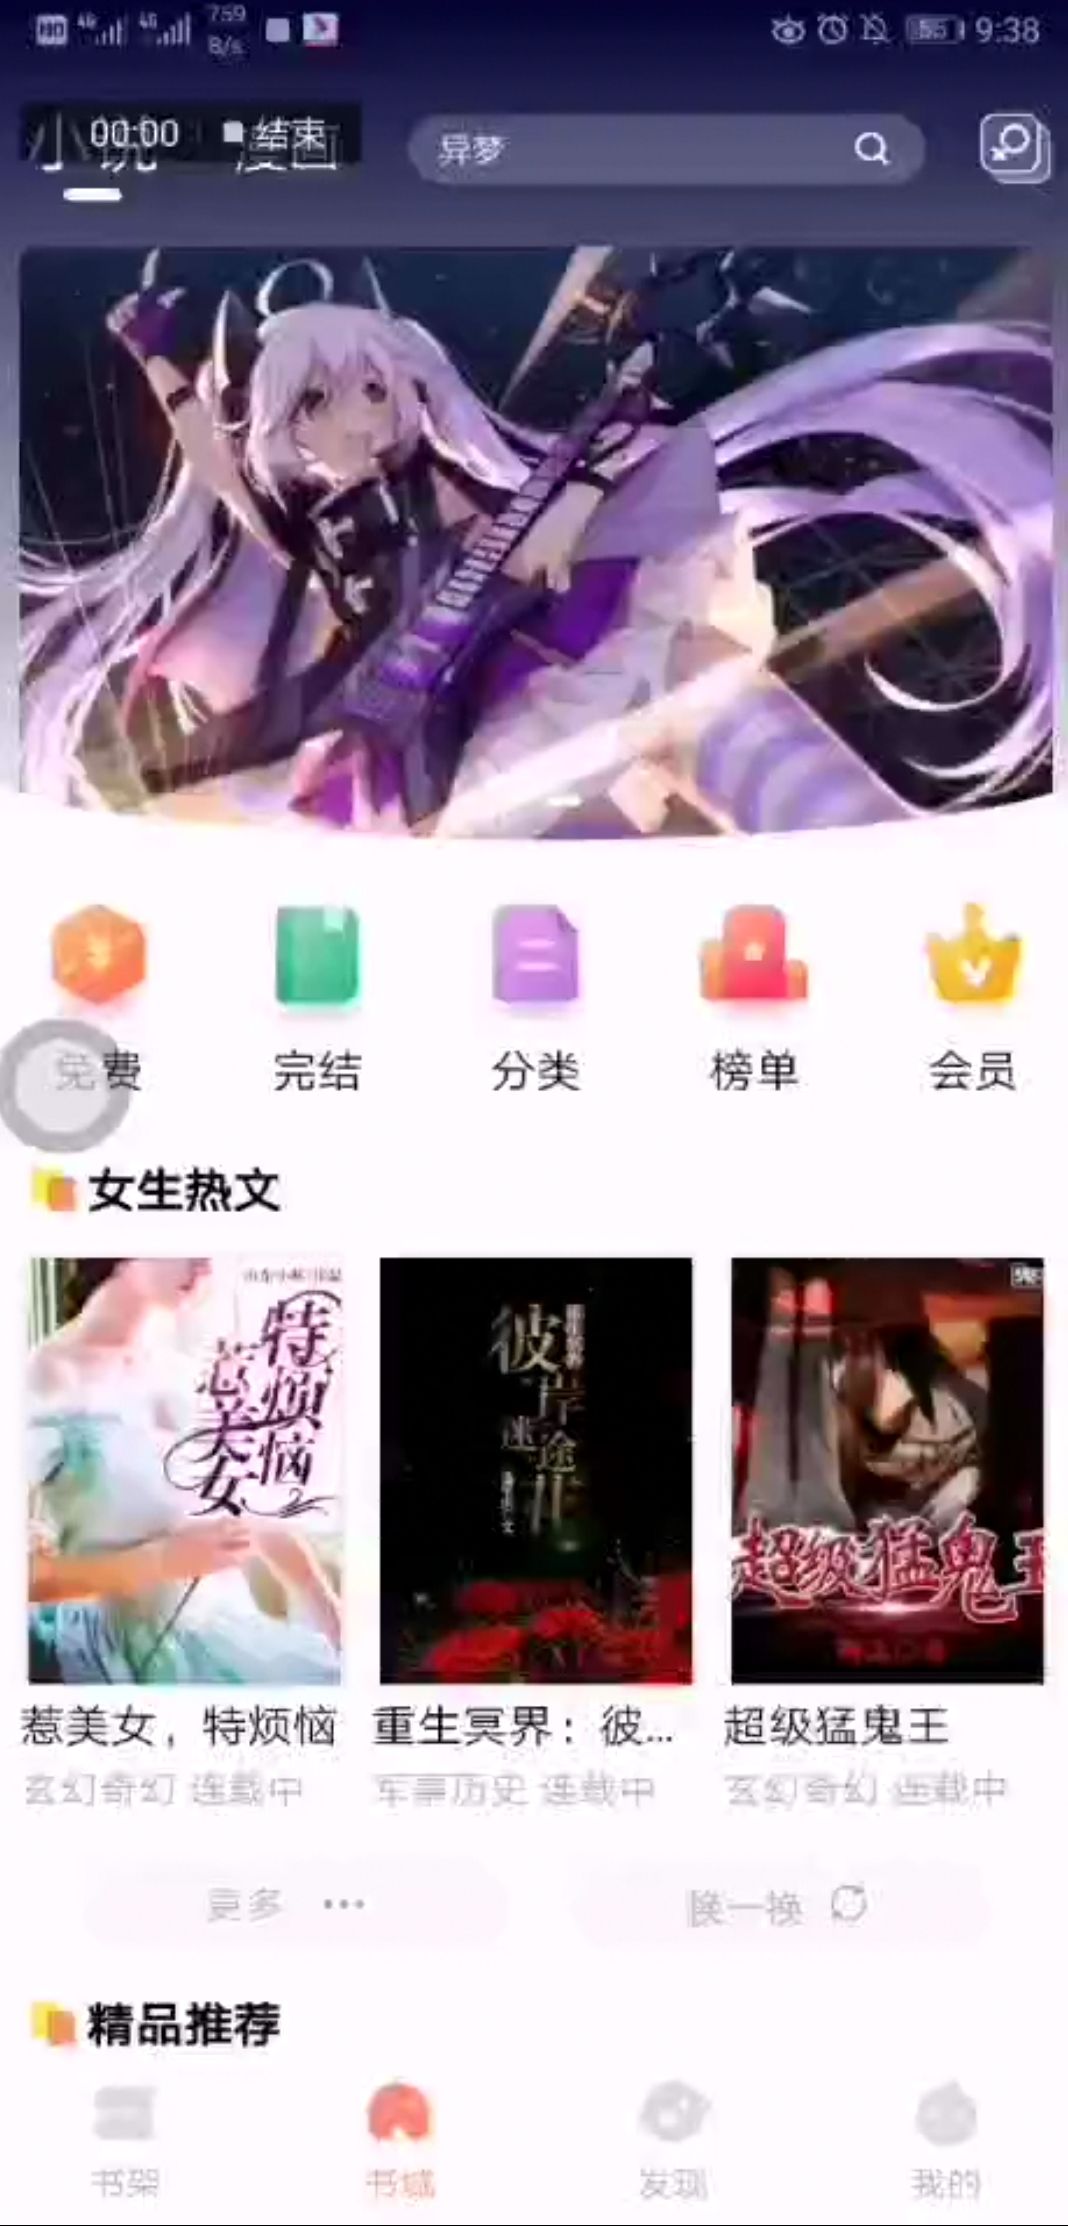 HD 4G 4G 759 B/s 9:38
小说 漫画
00:00 结束
异梦
免费 完结 分类 榜单 会员
女生热文
惹美女
特烦恼
彼岸
迷途
超级猛鬼王
惹美女，特烦恼 重生冥界：彼... 超级猛鬼王
玄幻奇幻 连载中 军事历史 连载中 玄幻奇幻 连载中
更多 ··· 换一换
精品推荐
书架 书城 发现 我的